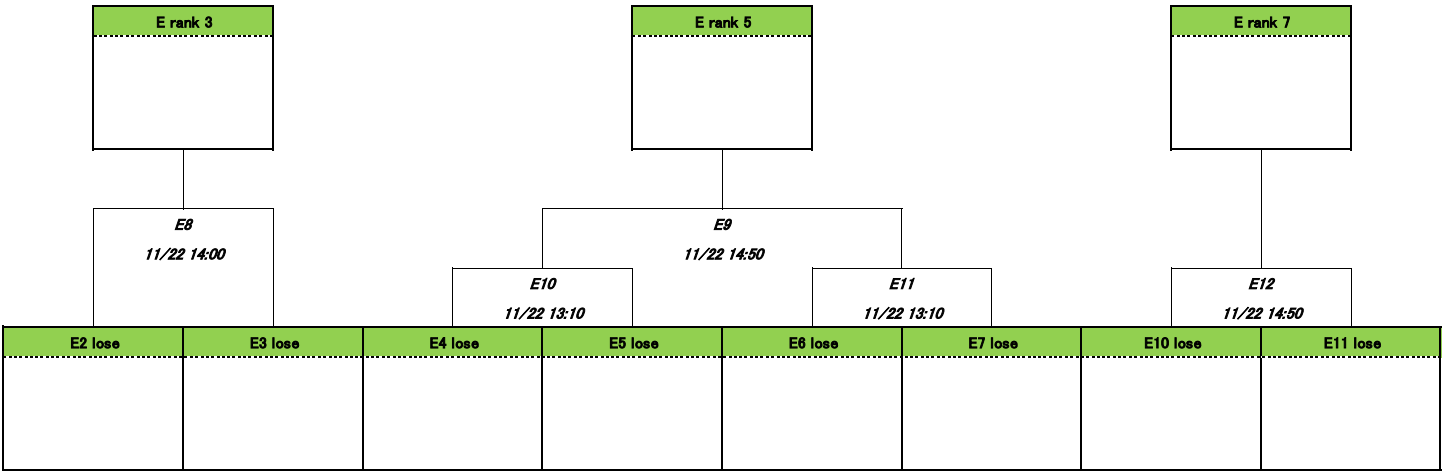 E rank 3
E rank 5
E rank 7
E8
E9
11/22 14:00
11/22 14:50
E10
E11
E12
11/22 13:10
11/22 13:10
11/22 14:50
E2 lose
E3 lose
E4 lose
E5 lose
E6 lose
E7 lose
E10 lose
E11 lose